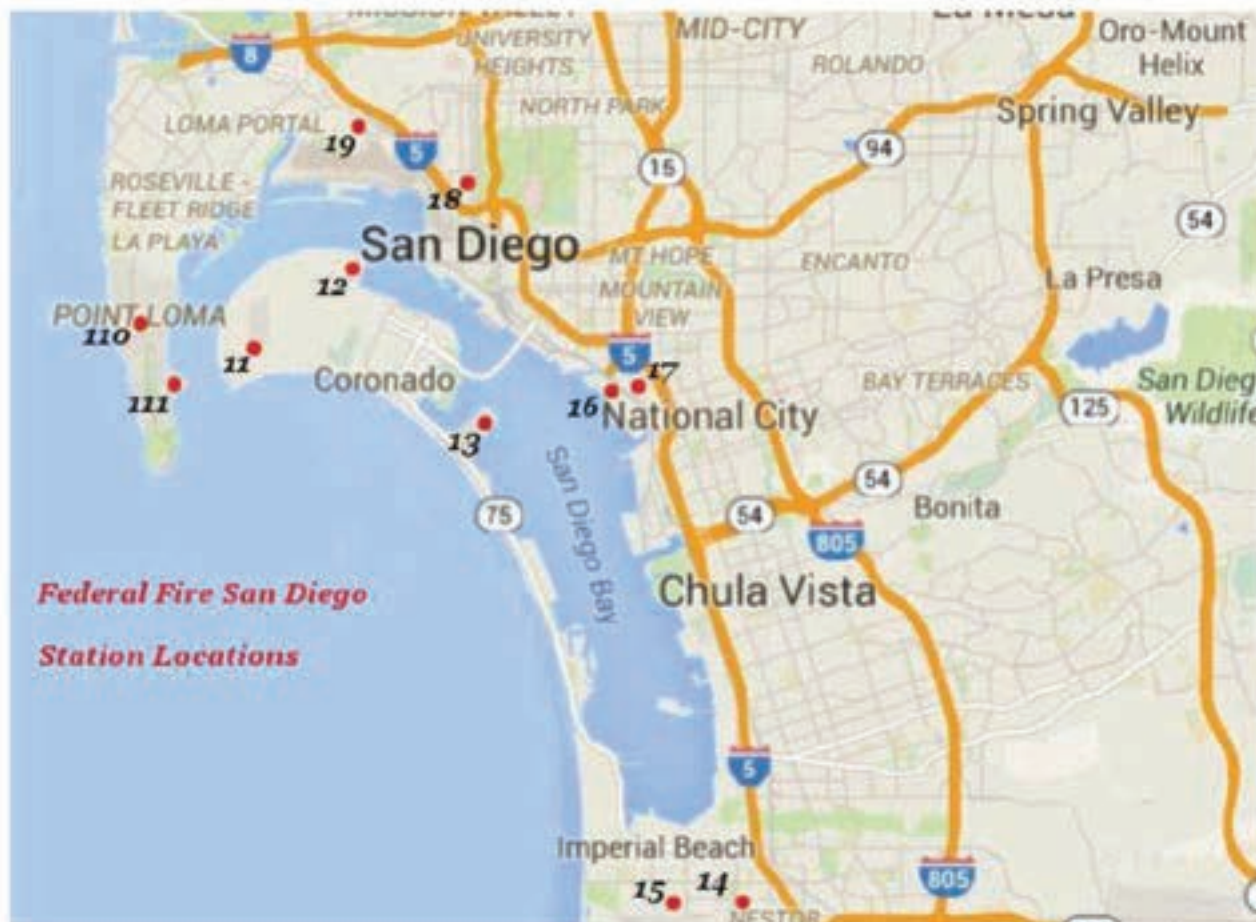 MISSION VALLEY
La Mesa
MID-CITY
Oro-Mount
Helix
8
UNIVERSITY
HEIGHTS
ROLANDO
NORTH PARK
Spring Valley
LOMA PORTAL
19
5
15
94
ROSEVILLE -
FLEET RIDGE
18
54
LA PLAYA
San Diego
MT HOPE
ENCANTO
12
MOUNTAIN
VIEW
La Presa
POINT LOMA
110
11
5
17
Coronado
BAY TERRACES
San Dieg
Wildlife
111
16
National City
125
13
San Diego Bay
75
54
54
Bonita
805
Chula Vista
Federal Fire San Diego
Station Locations
5
Imperial Beach
805
15
14
NESTOR